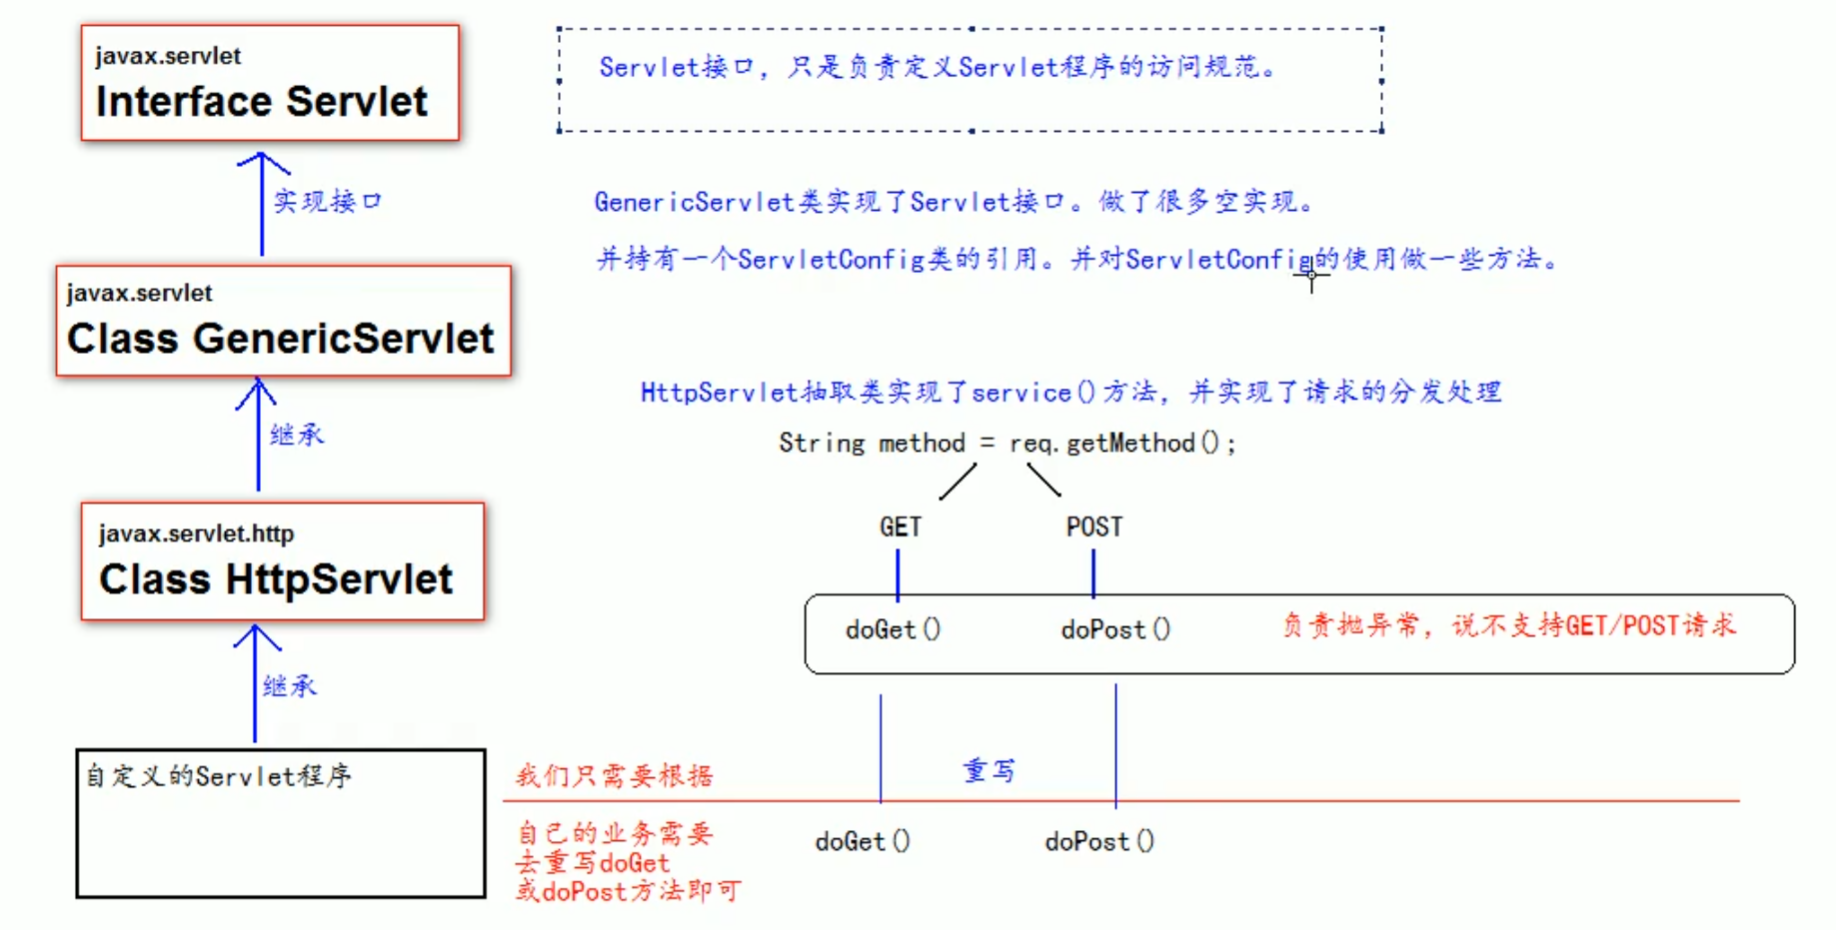 javax.servlet
Interface Servlet
Servlet接口，只是负责定义Servlet程序的访问规范。
实现接口
GenericServlet类实现了Servlet接口。做了很多空实现。
并持有一个ServletConfig类的引用。并对ServletConfig的使用做一些方法。
javax.servlet
Class GenericServlet
继承
HttpServlet抽取类实现了service()方法，并实现了请求的分发处理
String method = req.getMethod();
GET
POST
javax.servlet.http
Class HttpServlet
doGet()
doPost()
负责抛异常，说不支持GET/POST请求
继承
自定义的Servlet程序
我们只需要根据
重写
自己的业务需要
去重写doGet
或doPost方法即可
doGet()
doPost()